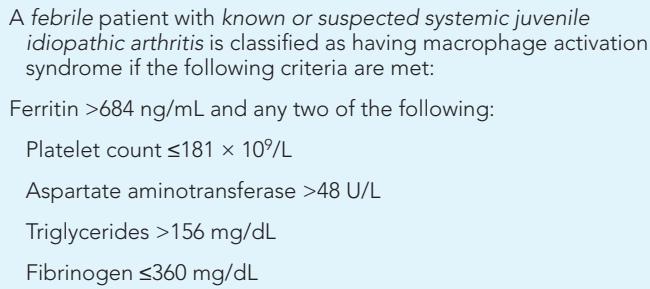 A febrile patient with known or suspected systemic juvenile
idiopathic arthritis is classified as having macrophage activation
syndrome if the following criteria are met:
Ferritin >684 ng/mL and any two of the following:
Platelet count ≤181 × 10⁹/L
Aspartate aminotransferase >48 U/L
Triglycerides >156 mg/dL
Fibrinogen ≤360 mg/dL